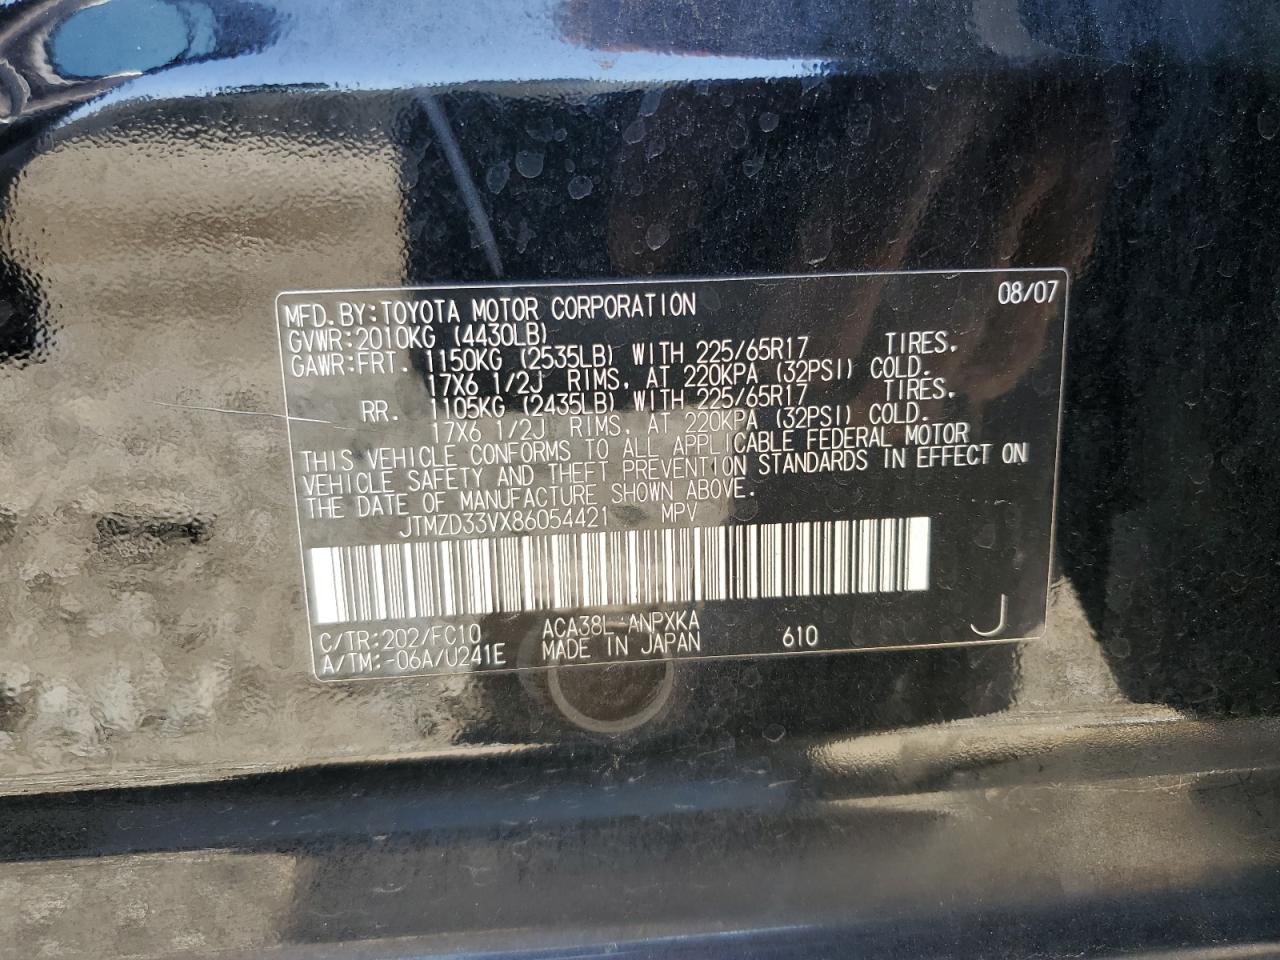 MFD.BY:TOYOTA MOTOR CORPORATION 08/07
GVWR:2010KG (4430LB)
GAWR:FRT. 1150KG (2535LB) WITH 225/65R17 TIRES,
17X6 1/2J RIMS, AT 220KPA (32PSI) COLD.
RR. 1105KG (2435LB) WITH 225/65R17 TIRES,
17X6 1/2J RIMS, AT 220KPA (32PSI) COLD.
THIS VEHICLE CONFORMS TO ALL APPLICABLE FEDERAL MOTOR
VEHICLE SAFETY AND THEFT PREVENTION STANDARDS IN EFFECT ON
THE DATE OF MANUFACTURE SHOWN ABOVE.
JTMZD33VX86054421 MPV
C/TR:202/FC10 ACA38L-ANPXKA 610 J
A/TM:-06A/U241E MADE IN JAPAN